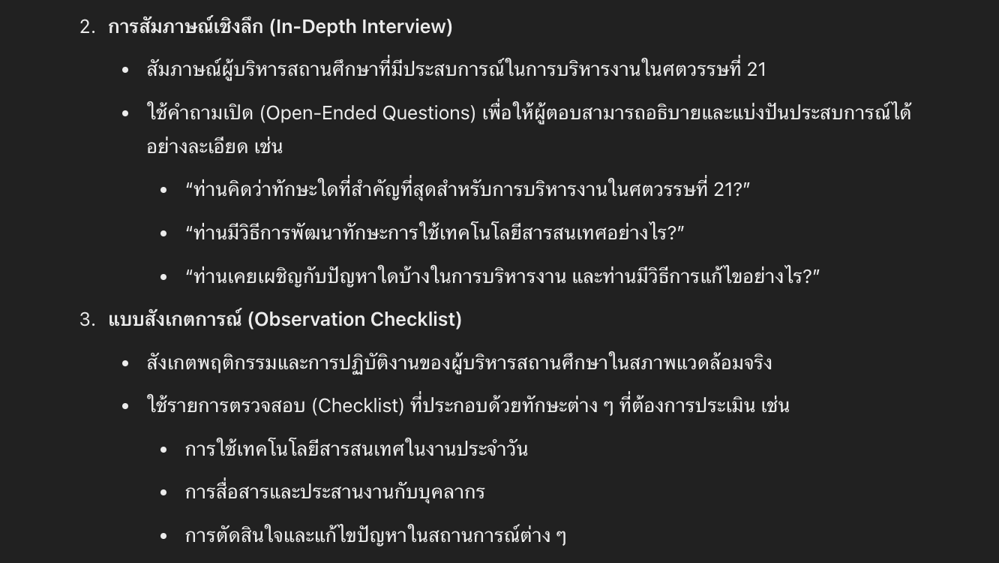 2. การสัมภาษณ์เชิงลึก (In-Depth Interview)
• สัมภาษณ์ผู้บริหารสถานศึกษาที่มีประสบการณ์ในการบริหารงานในศตวรรษที่ 21
• ใช้คำถามเปิด (Open-Ended Questions) เพื่อให้ผู้ตอบสามารถอธิบายและแบ่งปันประสบการณ์ได้
อย่างละเอียด เช่น
• “ท่านคิดว่าทักษะใดที่สำคัญที่สุดสำหรับการบริหารงานในศตวรรษที่ 21?”
• “ท่านมีวิธีการพัฒนาทักษะการใช้เทคโนโลยีสารสนเทศอย่างไร?”
• “ท่านเคยเผชิญกับปัญหาใดบ้างในการบริหารงาน และท่านมีวิธีการแก้ไขอย่างไร?”
3. แบบสังเกตการณ์ (Observation Checklist)
• สังเกตพฤติกรรมและการปฏิบัติงานของผู้บริหารสถานศึกษาในสภาพแวดล้อมจริง
• ใช้รายการตรวจสอบ (Checklist) ที่ประกอบด้วยทักษะต่าง ๆ ที่ต้องการประเมิน เช่น
• การใช้เทคโนโลยีสารสนเทศในงานประจำวัน
• การสื่อสารและประสานงานกับบุคลากร
• การตัดสินใจและแก้ไขปัญหาในสถานการณ์ต่าง ๆ